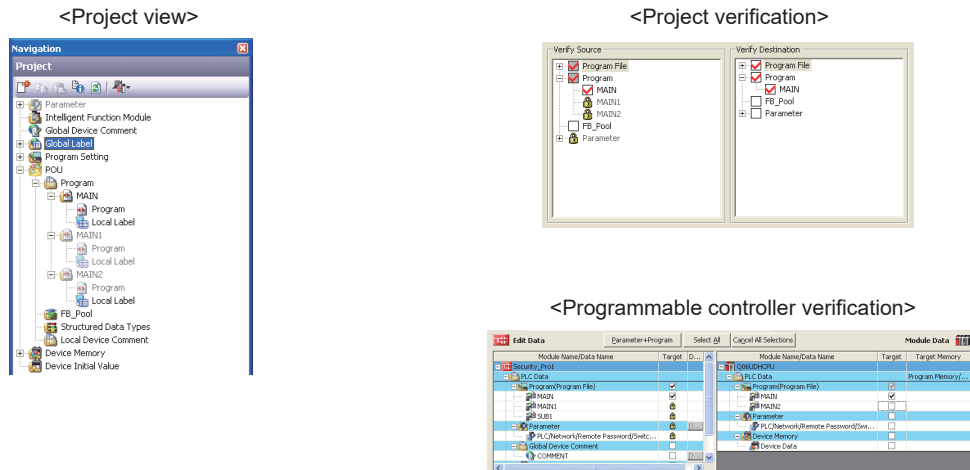 <Project view>
Navigation
Project
Parameter
Intelligent Function Module
Global Device Comment
Global Label
Program Setting
POU
Program
MAIN
Program
Local Label
MAIN1
Program
Local Label
MAIN2
Program
Local Label
FB_Pool
Structured Data Types
Local Device Comment
Device Memory
Device Initial Value
<Project verification>
Verify Source
Program File
Program
MAIN
MAIN1
MAIN2
FB_Pool
Parameter
Verify Destination
Program File
Program
MAIN
FB_Pool
Parameter
<Programmable controller verification>
Edit Data Parameter+Program Select All Cancel All Selections Module Data
Module Name/Data Name Target D...
Security_Pro1
PLC Data
Program(Program File)
MAIN
MAIN1
SUB1
Parameter D...
PLC/Network/Remote Password/Switc...
Global Device Comment
COMMENT D...
Module Name/Data Name Target Target Memory
Q06UDHCPU
PLC Data Program Memory/...
Program(Program File)
MAIN
MAIN2
Parameter
PLC/Network/Remote Password/Swi...
Device Memory
Device Data